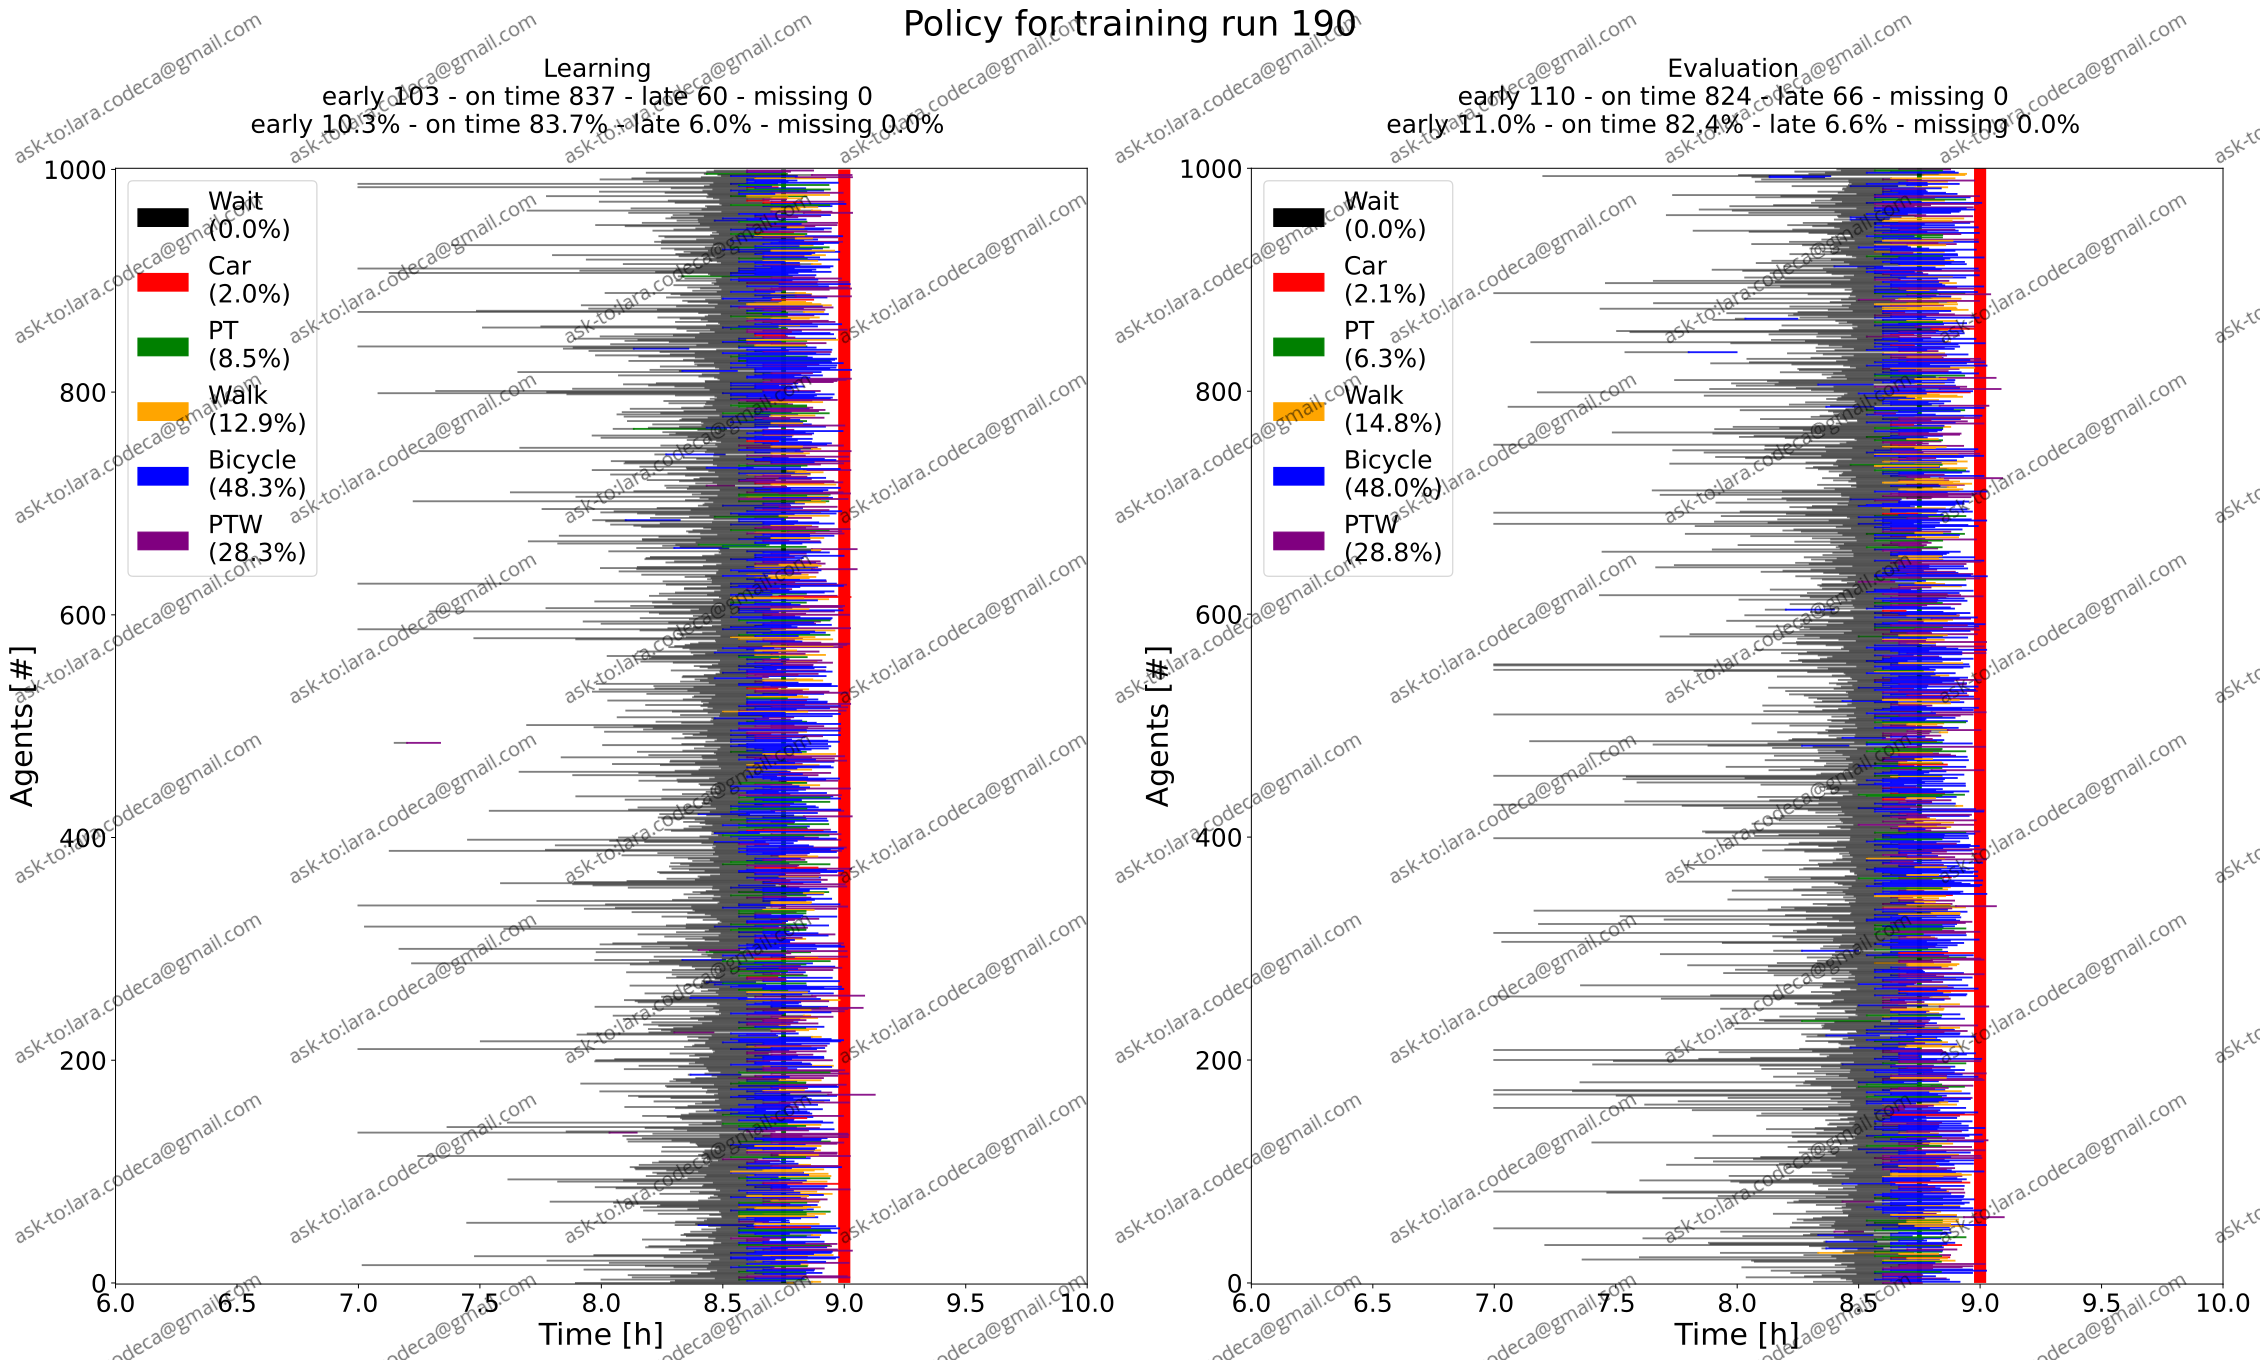 Policy for training run 190
Learning
early 103 - on time 837 - late 60 - missing 0
early 10.3% - on time 83.7% - late 6.0% - missing 0.0%
Agents [#]
1000
800
600
400
200
0
Wait
(0.0%)
Car
(2.0%)
PT
(8.5%)
Walk
(12.9%)
Bicycle
(48.3%)
PTW
(28.3%)
6.0 6.5 7.0 7.5 8.0 8.5 9.0 9.5 10.0
Time [h]
Evaluation
early 110 - on time 824 - late 66 - missing 0
early 11.0% - on time 82.4% - late 6.6% - missing 0.0%
Agents [#]
1000
800
600
400
200
0
Wait
(0.0%)
Car
(2.1%)
PT
(6.3%)
Walk
(14.8%)
Bicycle
(48.0%)
PTW
(28.8%)
6.0 6.5 7.0 7.5 8.0 8.5 9.0 9.5 10.0
Time [h]
ask-to:lara.codeca@gmail.com